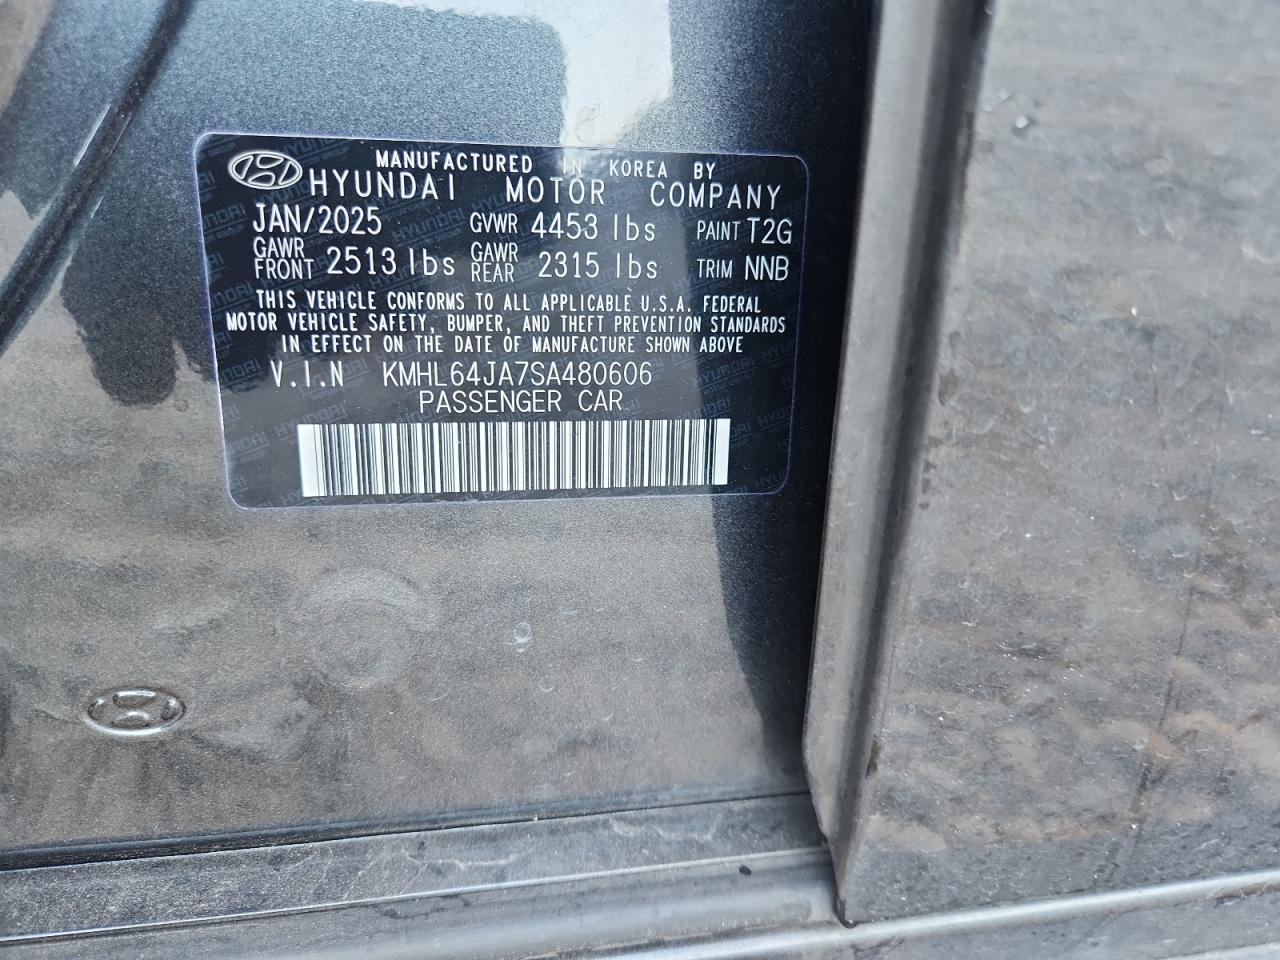 MANUFACTURED IN KOREA BY
HYUNDAI MOTOR COMPANY
JAN/2025 GVWR 4453 lbs PAINT T2G
GAWR FRONT 2513 lbs GAWR REAR 2315 lbs TRIM NNB
THIS VEHICLE CONFORMS TO ALL APPLICABLE U.S.A. FEDERAL
MOTOR VEHICLE SAFETY, BUMPER, AND THEFT PREVENTION STANDARDS
IN EFFECT ON THE DATE OF MANUFACTURE SHOWN ABOVE
V.I.N KMHL64JA7SA480606
PASSENGER CAR